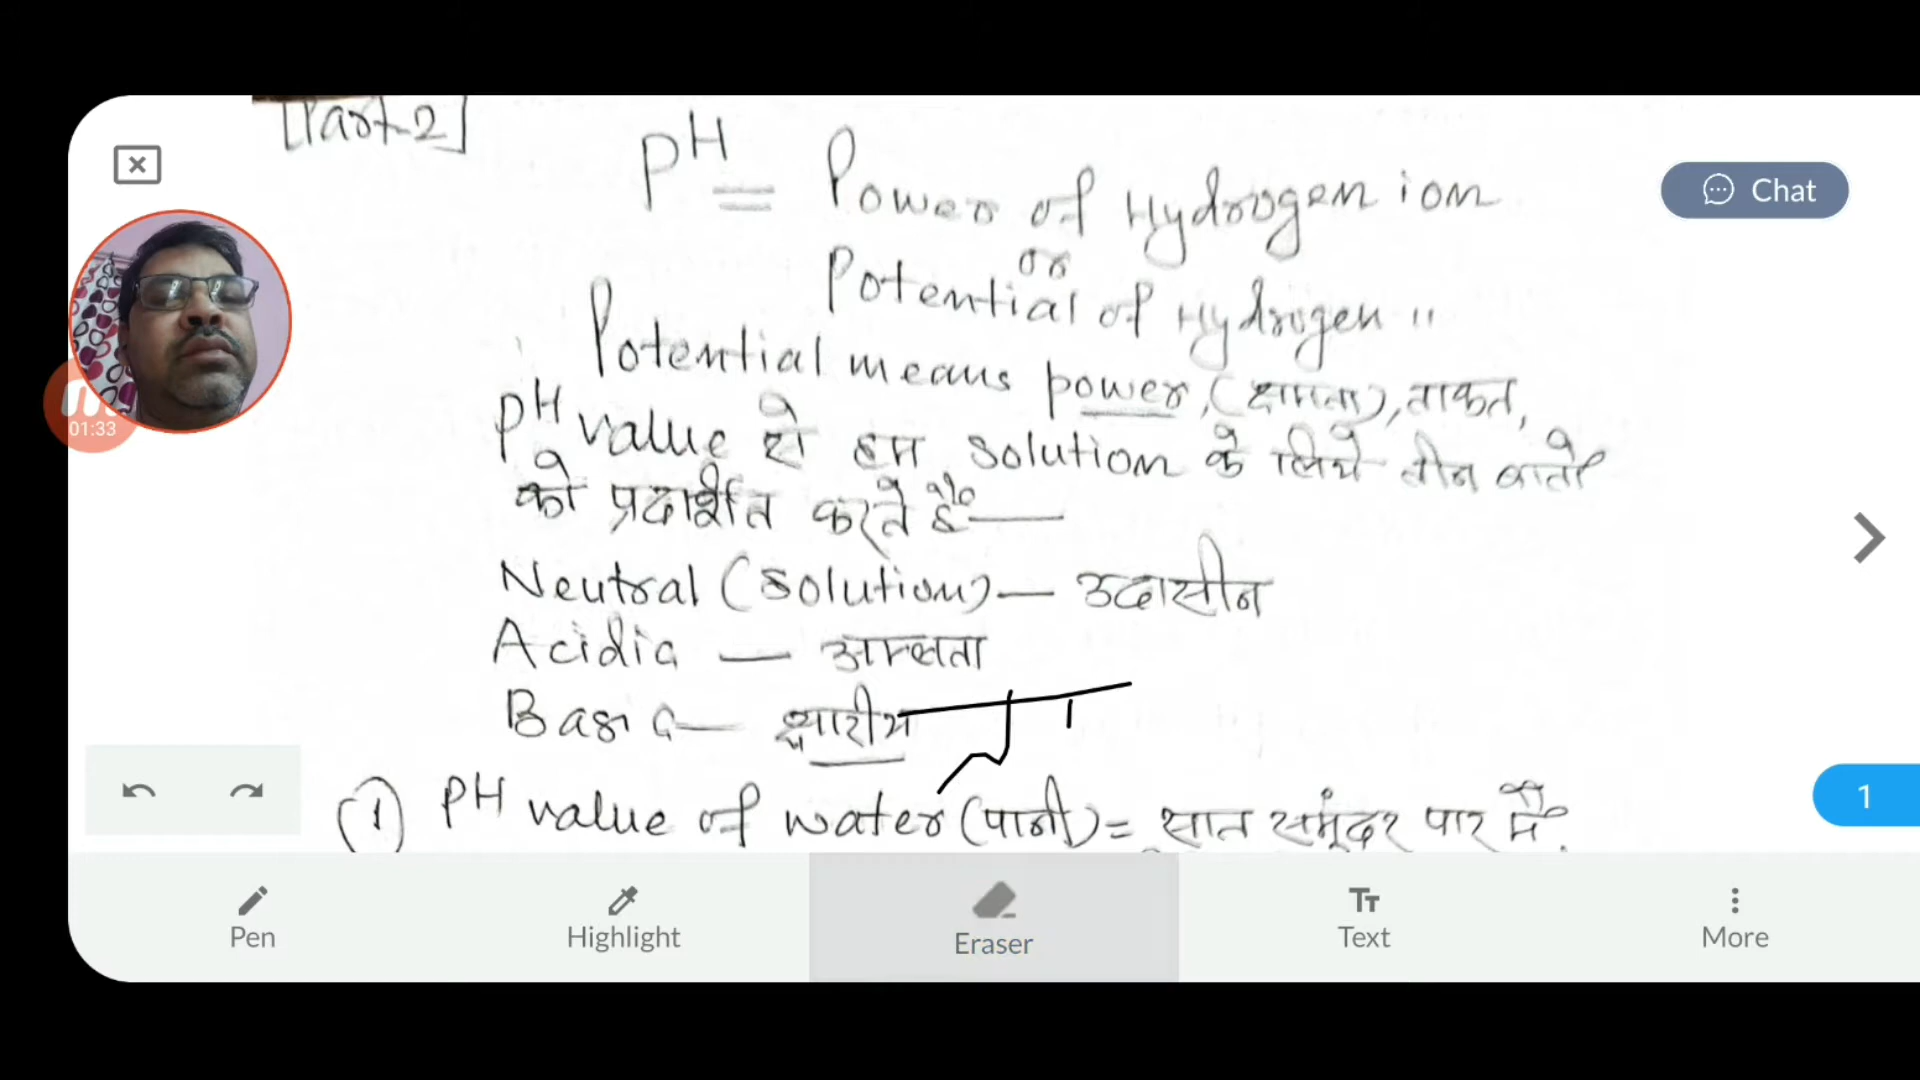 [Part-2]
PH = Power of Hydrogen ion
or
Potential of Hydrogen "
Potential means power, (क्षमता), ताकत,
PH value से हम solution के लिये तीन बातो
को प्रदर्शित करते हैं —
Neutral (Solution) — उदासीन
Acidic — अम्लता
Basic — क्षारीय
(1) PH value of water (पानी) = सात समुंदर पार मैं
Chat
01:33
1
Pen
Highlight
Eraser
Text
More